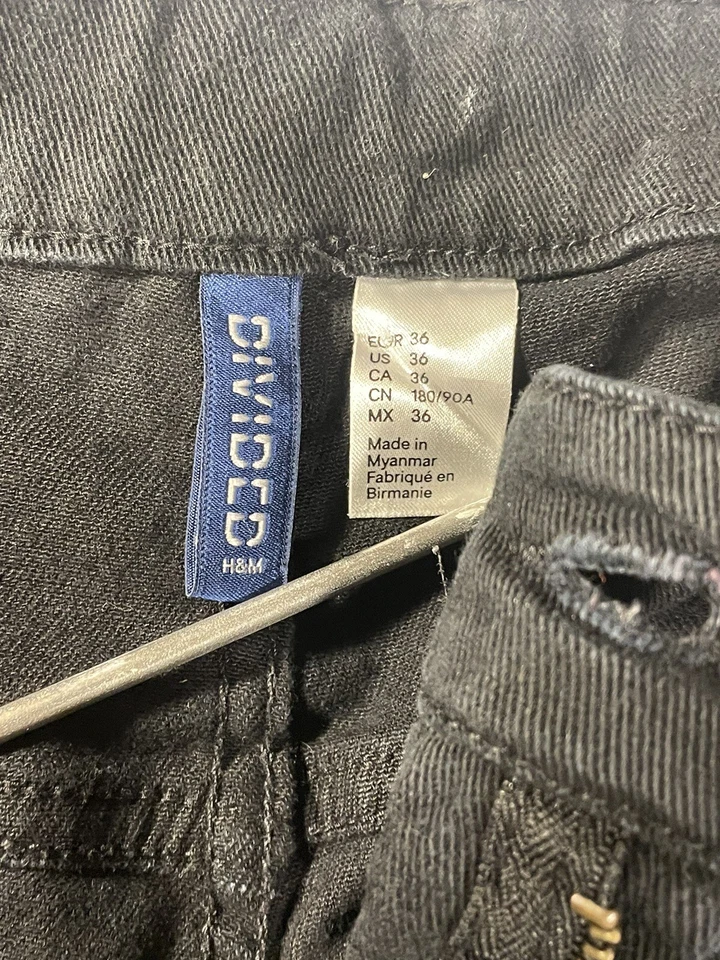 DIVIDED
H&M
EUR 36
US 36
CA 36
CN 180/90A
MX 36
Made in
Myanmar
Fabriqué en
Birmanie